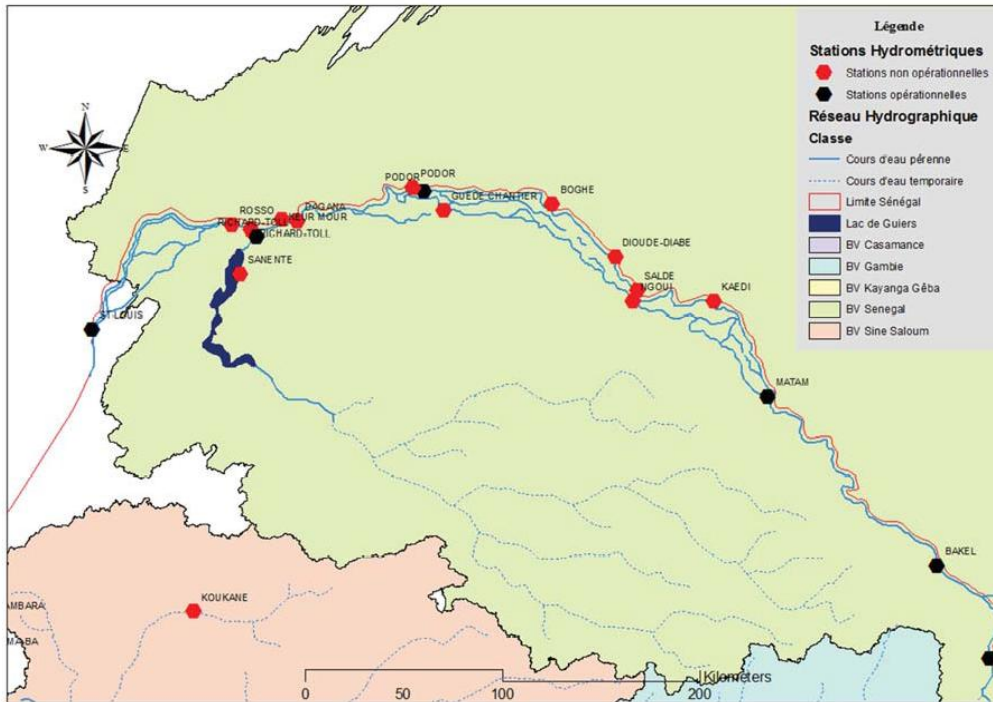 Légende
Stations Hydrométriques
Stations non opérationnelles
Stations opérationnelles
Réseau Hydrographique
Classe
Cours d'eau pérenne
Cours d'eau temporaire
Limite Sénégal
Lac de Guiers
BV Casamance
BV Gambie
BV Kayanga Gêba
BV Senegal
BV Sine Saloum
N
W
E
S
PODOR
PODOR
GUEDE CHANTIER
BOGHE
ROSSO
DAGANA
KEUR MOUR
RICHARD-TOLL
RICHARD-TOLL
SANENTE
DIOUDE-DIABE
SALDE
NGOUI
KAEDI
ST-LOUIS
MATAM
BAKEL
KOUKANE
AMBARA
MA-BA
Kilometers
0
50
100
200